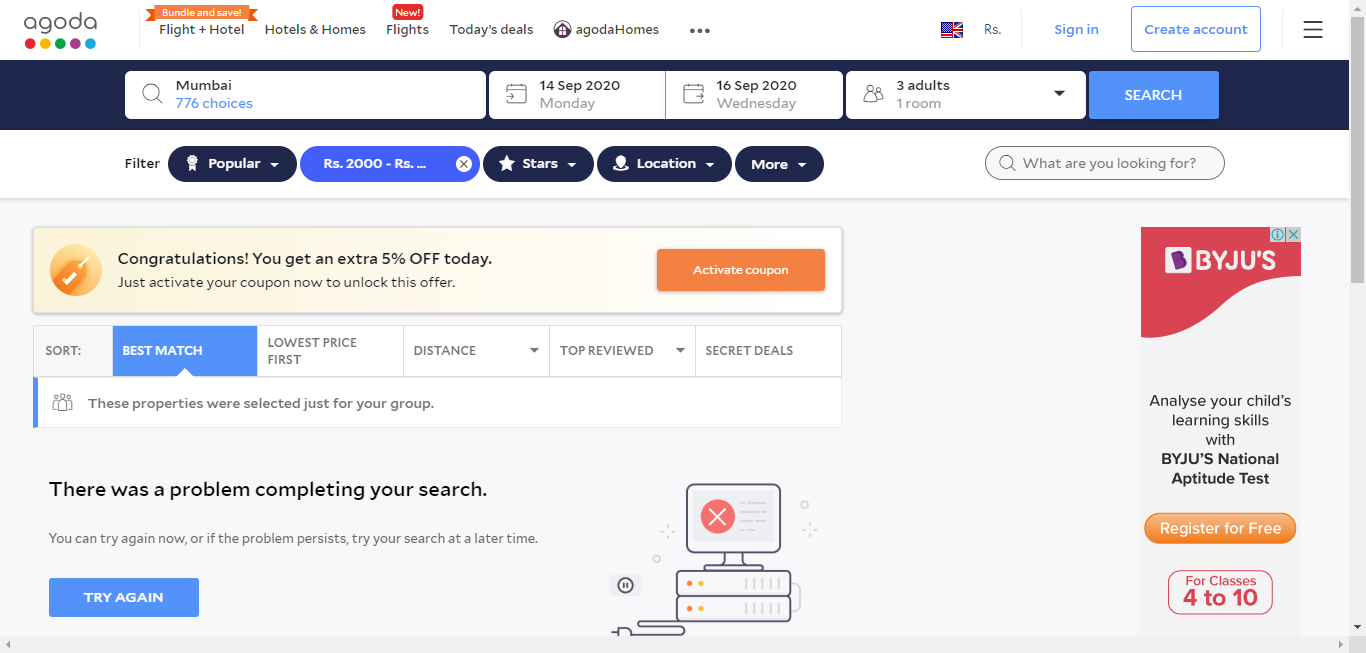 agoda
Bundle and save!
Flight + Hotel
Hotels & Homes
New!
Flights
Today's deals
agodaHomes
Rs.
Sign in
Create account
Mumbai
776 choices
14 Sep 2020
Monday
16 Sep 2020
Wednesday
3 adults
1 room
SEARCH
Filter
Popular
Rs. 2000 - Rs. ...
Stars
Location
More
What are you looking for?
Congratulations! You get an extra 5% OFF today.
Just activate your coupon now to unlock this offer.
Activate coupon
SORT:
BEST MATCH
LOWEST PRICE
FIRST
DISTANCE
TOP REVIEWED
SECRET DEALS
These properties were selected just for your group.
There was a problem completing your search.
You can try again now, or if the problem persists, try your search at a later time.
TRY AGAIN
BYJU'S
Analyse your child's
learning skills
with
BYJU'S National
Aptitude Test
Register for Free
For Classes
4 to 10